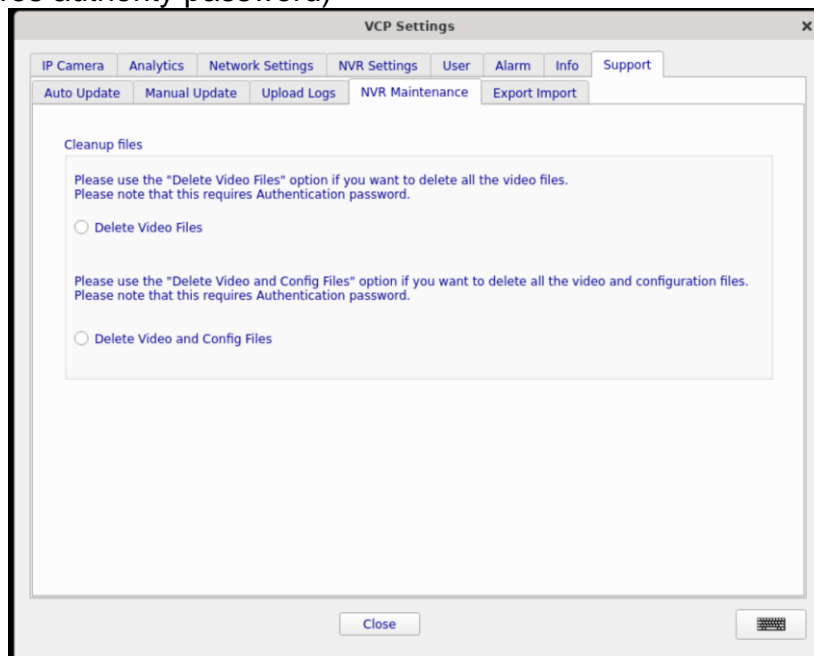 authority password)
VCP Settings
IP Camera Analytics Network Settings NVR Settings User Alarm Info Support
Auto Update Manual Update Upload Logs NVR Maintenance Export Import
Cleanup files
Please use the "Delete Video Files" option if you want to delete all the video files.
Please note that this requires Authentication password.
Delete Video Files
Please use the "Delete Video and Config Files" option if you want to delete all the video and configuration files.
Please note that this requires Authentication password.
Delete Video and Config Files
Close